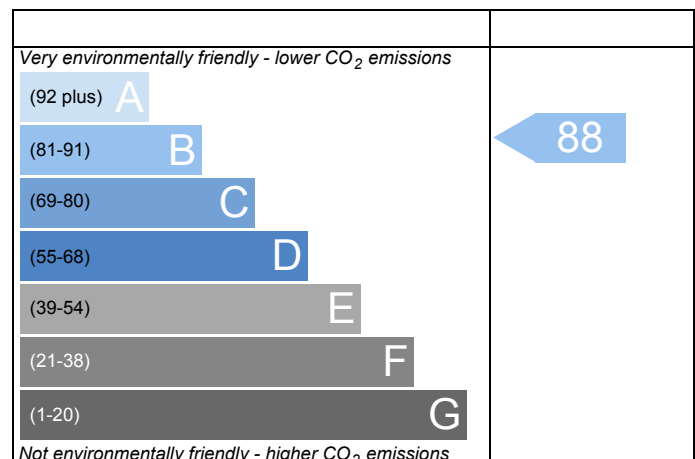 Very environmentally friendly - lower CO₂ emissions
(92 plus) A
(81-91) B
88
(69-80) C
(55-68) D
(39-54) E
(21-38) F
(1-20) G
Not environmentally friendly - higher CO₂ emissions